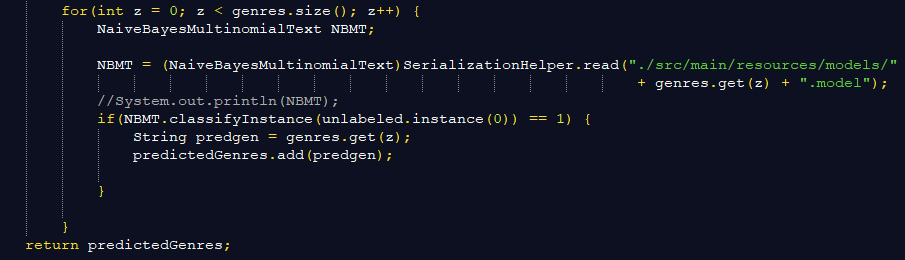 for(int z = 0; z < genres.size(); z++) {
NaiveBayesMultinomialText NBMT;
NBMT = (NaiveBayesMultinomialText)SerializationHelper.read("./src/main/resources/models/"
+ genres.get(z) + ".model");
//System.out.println(NBMT);
if(NBMT.classifyInstance(unlabeled.instance(0)) == 1) {
String predgen = genres.get(z);
predictedGenres.add(predgen);
}
}
return predictedGenres;